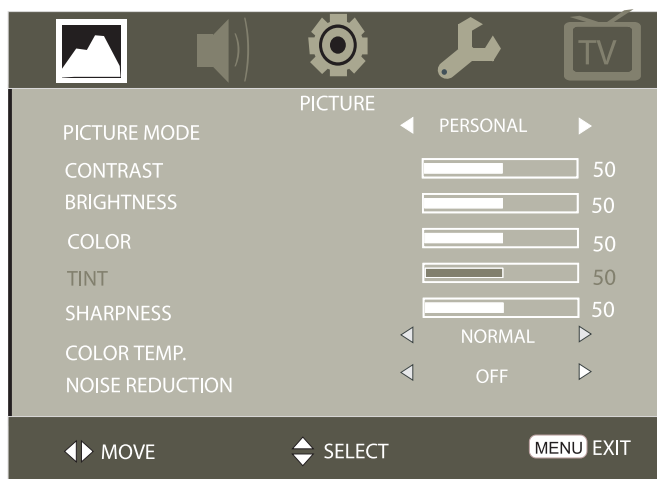 TV
PICTURE
PICTURE MODE PERSONAL
CONTRAST 50
BRIGHTNESS 50
COLOR 50
TINT 50
SHARPNESS 50
COLOR TEMP. NORMAL
NOISE REDUCTION OFF
MOVE SELECT MENU EXIT